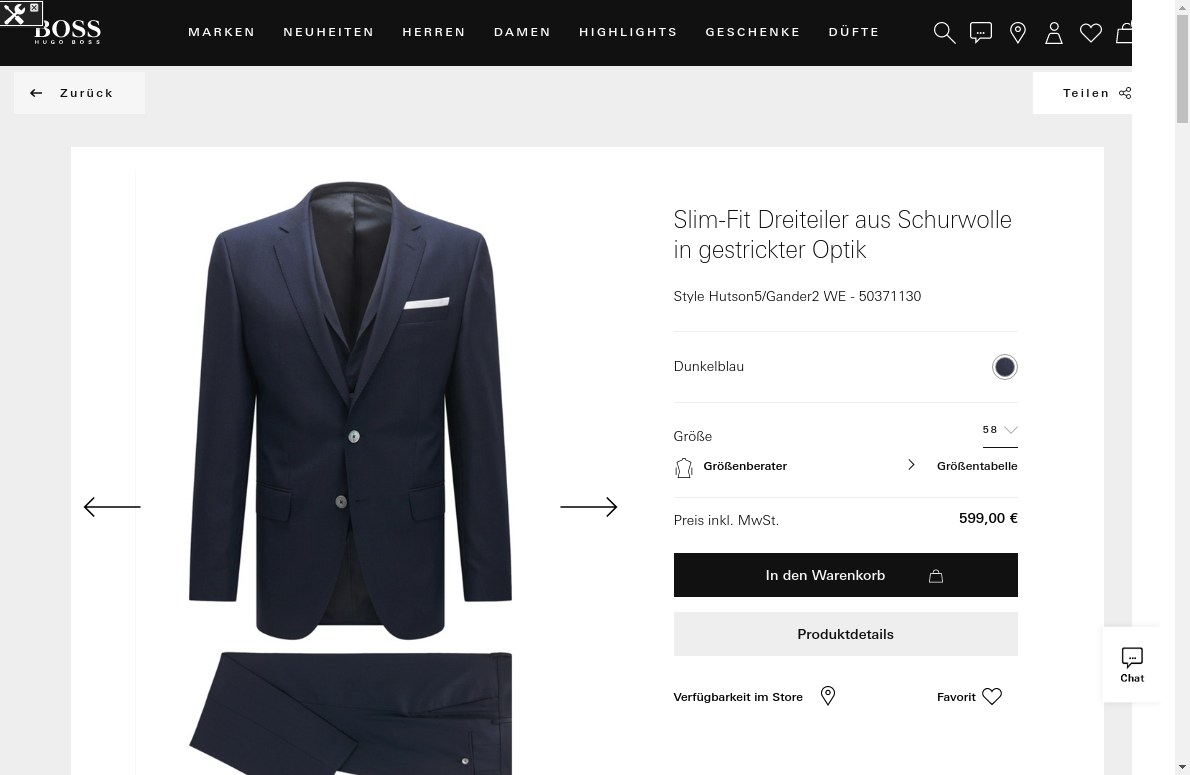 BOSS
HUGO BOSS
MARKEN NEUHEITEN HERREN DAMEN HIGHLIGHTS GESCHENKE DÜFTE
Zurück
Teilen
Slim-Fit Dreiteiler aus Schurwolle
in gestrickter Optik
Style Hutson5/Gander2 WE - 50371130
Dunkelblau
Größe 58
Größenberater Größentabelle
Preis inkl. MwSt. 599,00 €
In den Warenkorb
Produktdetails
Verfügbarkeit im Store Favorit
Chat